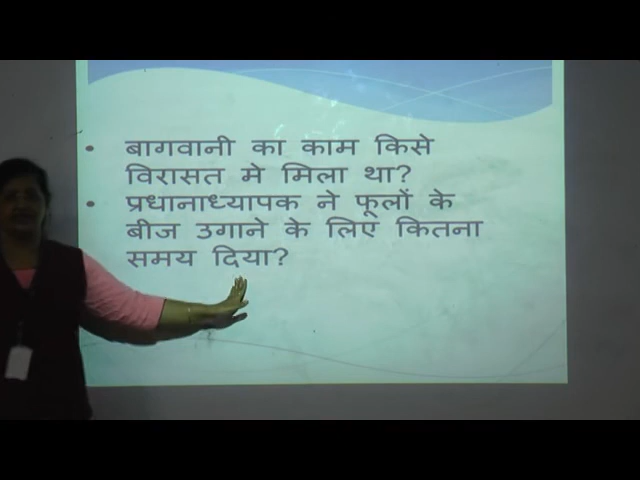 • बागवानी का काम किसे
विरासत मे मिला था?
• प्रधानाध्यापक ने फूलों के
बीज उगाने के लिए कितना
समय दिया?